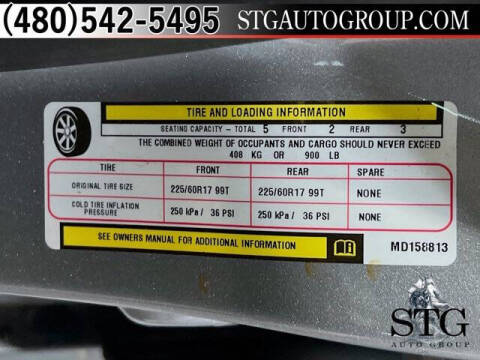 (480)542-5495 STGAUTOGROUP.COM
TIRE AND LOADING INFORMATION
SEATING CAPACITY - TOTAL 5 FRONT 2 REAR 3
THE COMBINED WEIGHT OF OCCUPANTS AND CARGO SHOULD NEVER EXCEED
408 KG OR 900 LB
TIRE FRONT REAR SPARE
ORIGINAL TIRE SIZE 225/60R17 99T 225/60R17 99T NONE
COLD TIRE INFLATION
PRESSURE 250 kPa / 36 PSI 250 kPa / 36 PSI NONE
SEE OWNERS MANUAL FOR ADDITIONAL INFORMATION
MD158813
STG
AUTO GROUP